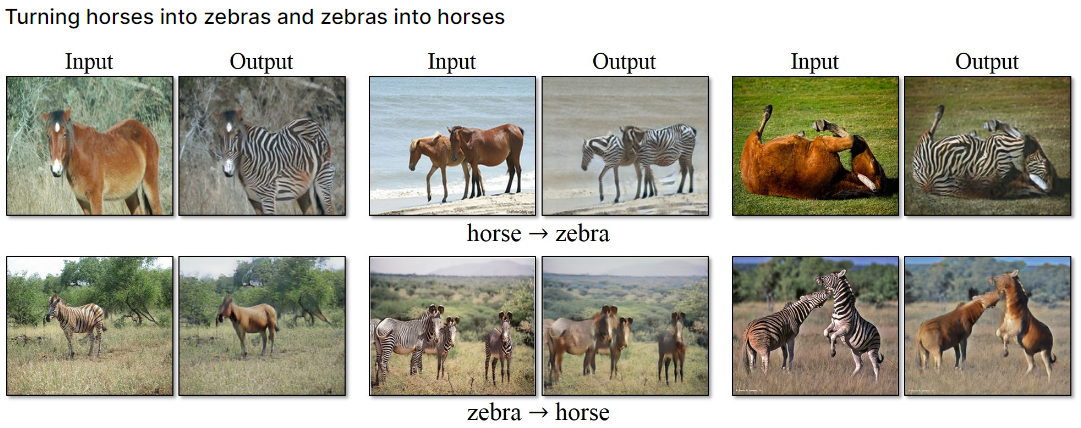 Turning horses into zebras and zebras into horses
Input Output Input Output Input Output
horse → zebra
zebra → horse